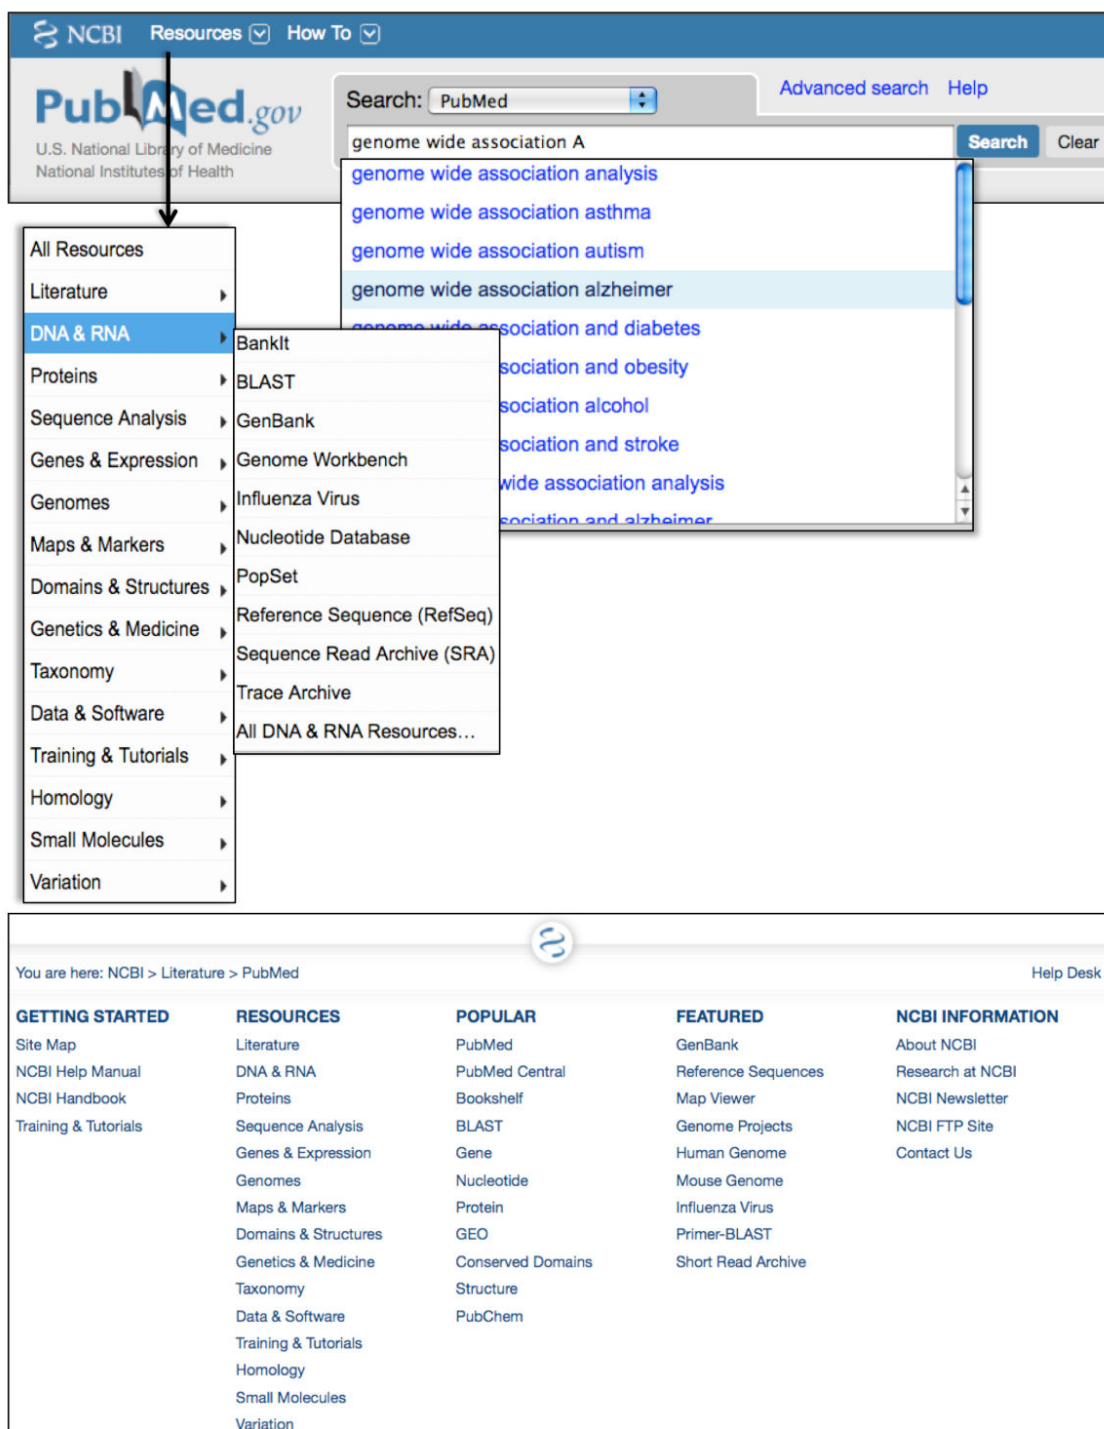 NCBI Resources How To
PubMed.gov
U.S. National Library of Medicine
National Institutes of Health
Search: PubMed
Advanced search Help
genome wide association A
Search Clear
genome wide association analysis
genome wide association asthma
genome wide association autism
genome wide association alzheimer
genome wide association and diabetes
sociation and obesity
sociation alcohol
sociation and stroke
wide association analysis
sociation and alzheimer
All Resources
Literature
DNA & RNA
Proteins
Sequence Analysis
Genes & Expression
Genomes
Maps & Markers
Domains & Structures
Genetics & Medicine
Taxonomy
Data & Software
Training & Tutorials
Homology
Small Molecules
Variation
BankIt
BLAST
GenBank
Genome Workbench
Influenza Virus
Nucleotide Database
PopSet
Reference Sequence (RefSeq)
Sequence Read Archive (SRA)
Trace Archive
All DNA & RNA Resources...
You are here: NCBI > Literature > PubMed
Help Desk
GETTING STARTED
Site Map
NCBI Help Manual
NCBI Handbook
Training & Tutorials
RESOURCES
Literature
DNA & RNA
Proteins
Sequence Analysis
Genes & Expression
Genomes
Maps & Markers
Domains & Structures
Genetics & Medicine
Taxonomy
Data & Software
Training & Tutorials
Homology
Small Molecules
Variation
POPULAR
PubMed
PubMed Central
Bookshelf
BLAST
Gene
Nucleotide
Protein
GEO
Conserved Domains
Structure
PubChem
FEATURED
GenBank
Reference Sequences
Map Viewer
Genome Projects
Human Genome
Mouse Genome
Influenza Virus
Primer-BLAST
Short Read Archive
NCBI INFORMATION
About NCBI
Research at NCBI
NCBI Newsletter
NCBI FTP Site
Contact Us